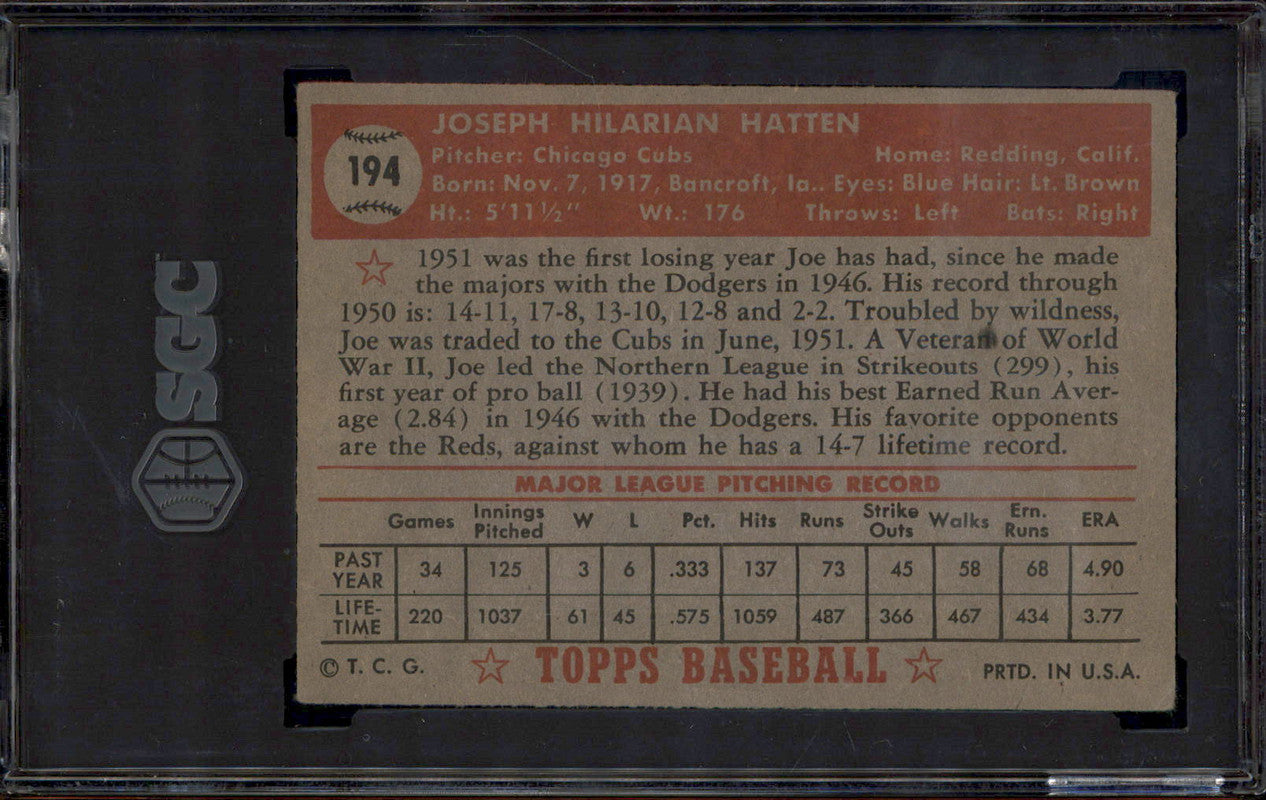 SGC
194
JOSEPH HILARIAN HATTEN
Pitcher: Chicago Cubs Home: Redding, Calif.
Born: Nov. 7, 1917, Bancroft, Ia.. Eyes: Blue Hair: Lt. Brown
Ht.: 5'11½" Wt.: 176 Throws: Left Bats: Right
1951 was the first losing year Joe has had, since he made
the majors with the Dodgers in 1946. His record through
1950 is: 14-11, 17-8, 13-10, 12-8 and 2-2. Troubled by wildness,
Joe was traded to the Cubs in June, 1951. A Veteran of World
War II, Joe led the Northern League in Strikeouts (299), his
first year of pro ball (1939). He had his best Earned Run Aver-
age (2.84) in 1946 with the Dodgers. His favorite opponents
are the Reds, against whom he has a 14-7 lifetime record.
MAJOR LEAGUE PITCHING RECORD
Games Innings Pitched W L Pct. Hits Runs Strike Outs Walks Ern. Runs ERA
PAST YEAR 34 125 3 6 .333 137 73 45 58 68 4.90
LIFE-TIME 220 1037 61 45 .575 1059 487 366 467 434 3.77
© T. C. G. TOPPS BASEBALL PRTD. IN U.S.A.